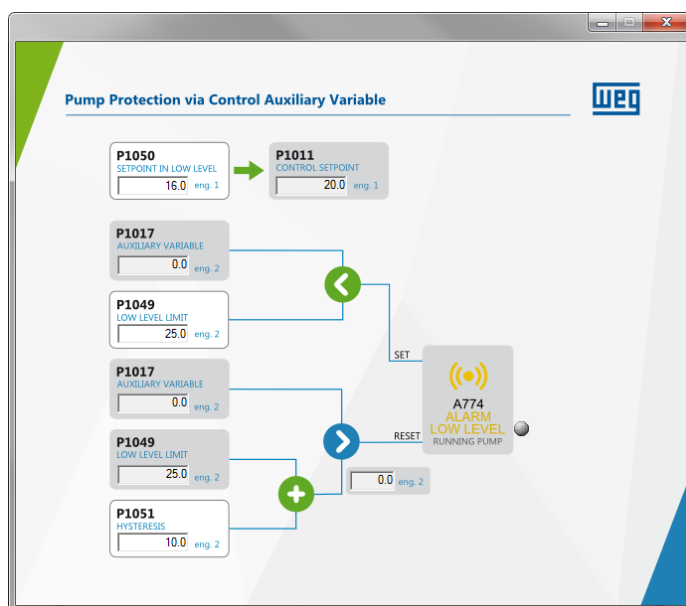 Pump Protection via Control Auxiliary Variable
WEG
P1050
SETPOINT IN LOW LEVEL
16.0 eng. 1
P1011
CONTROL SETPOINT
20.0 eng. 1
P1017
AUXILIARY VARIABLE
0.0 eng. 2
P1049
LOW LEVEL LIMIT
25.0 eng. 2
SET
P1017
AUXILIARY VARIABLE
0.0 eng. 2
A774
ALARM
LOW LEVEL
RUNNING PUMP
RESET
P1049
LOW LEVEL LIMIT
25.0 eng. 2
0.0 eng. 2
P1051
HYSTERESIS
10.0 eng. 2